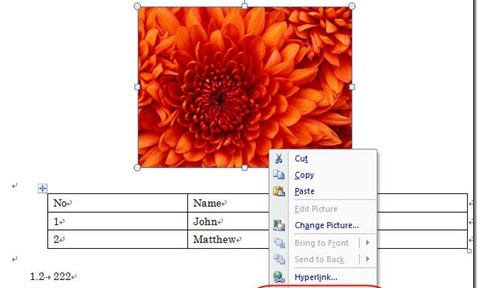 Cut
Copy
Paste
Edit Picture
Change Picture...
Bring to Front
Send to Back
Hyperlink...
No Name
1 John
2 Matthew
1.2→ 222